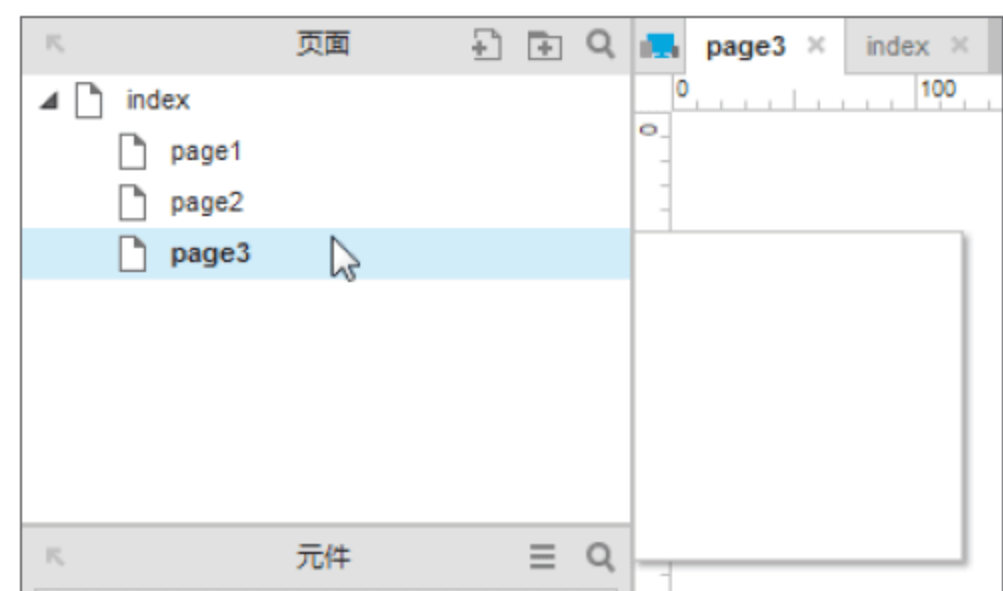 页面
page3
index
0
100
0
index
page1
page2
page3
元件